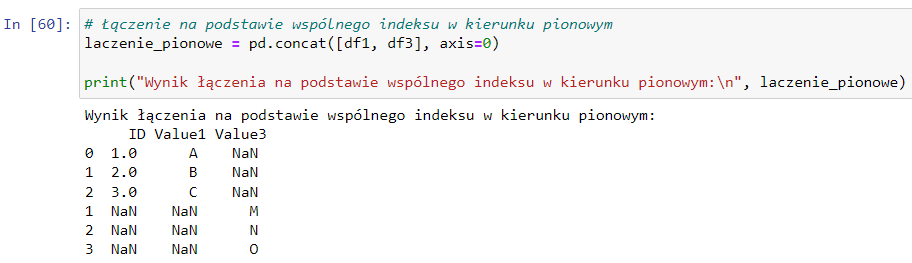 In [60]: # Łączenie na podstawie wspólnego indeksu w kierunku pionowym
laczenie_pionowe = pd.concat([df1, df3], axis=0)
print("Wynik łączenia na podstawie wspólnego indeksu w kierunku pionowym:\n", laczenie_pionowe)
Wynik łączenia na podstawie wspólnego indeksu w kierunku pionowym:
ID Value1 Value3
0 1.0 A NaN
1 2.0 B NaN
2 3.0 C NaN
1 NaN NaN M
2 NaN NaN N
3 NaN NaN O